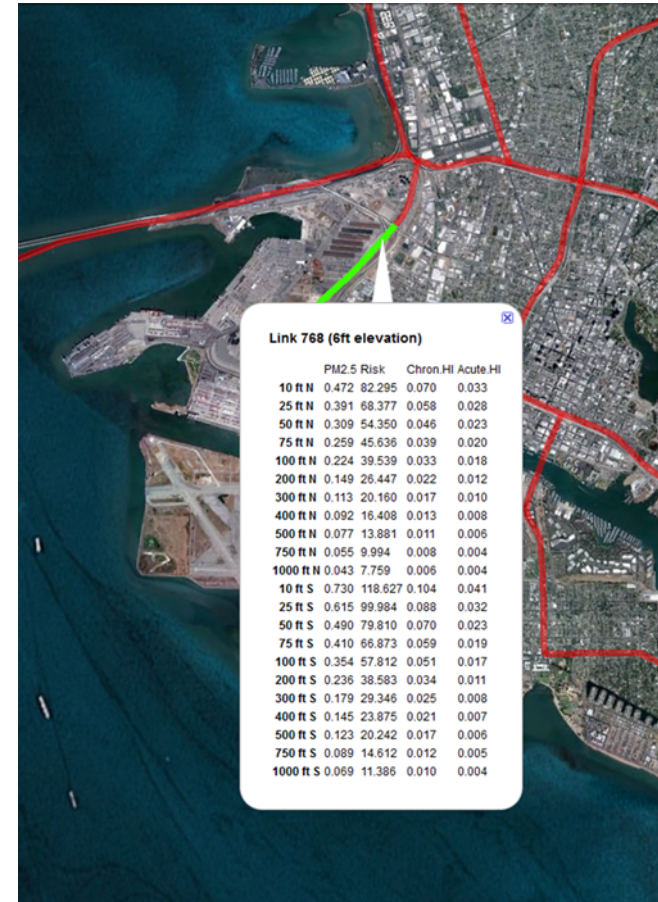 Link 768 (6ft elevation)
PM2.5 Risk Chron.HI Acute.HI
10 ft N 0.472 82.295 0.070 0.033
25 ft N 0.391 68.377 0.058 0.028
50 ft N 0.309 54.350 0.046 0.023
75 ft N 0.259 45.636 0.039 0.020
100 ft N 0.224 39.539 0.033 0.018
200 ft N 0.149 26.447 0.022 0.012
300 ft N 0.113 20.160 0.017 0.010
400 ft N 0.092 16.408 0.013 0.008
500 ft N 0.077 13.881 0.011 0.006
750 ft N 0.055 9.994 0.008 0.004
1000 ft N 0.043 7.759 0.006 0.004
10 ft S 0.730 118.627 0.104 0.041
25 ft S 0.615 99.984 0.088 0.032
50 ft S 0.490 79.810 0.070 0.023
75 ft S 0.410 66.873 0.059 0.019
100 ft S 0.354 57.812 0.051 0.017
200 ft S 0.236 38.583 0.034 0.011
300 ft S 0.179 29.346 0.025 0.008
400 ft S 0.145 23.875 0.021 0.007
500 ft S 0.123 20.242 0.017 0.006
750 ft S 0.089 14.612 0.012 0.005
1000 ft S 0.069 11.386 0.010 0.004